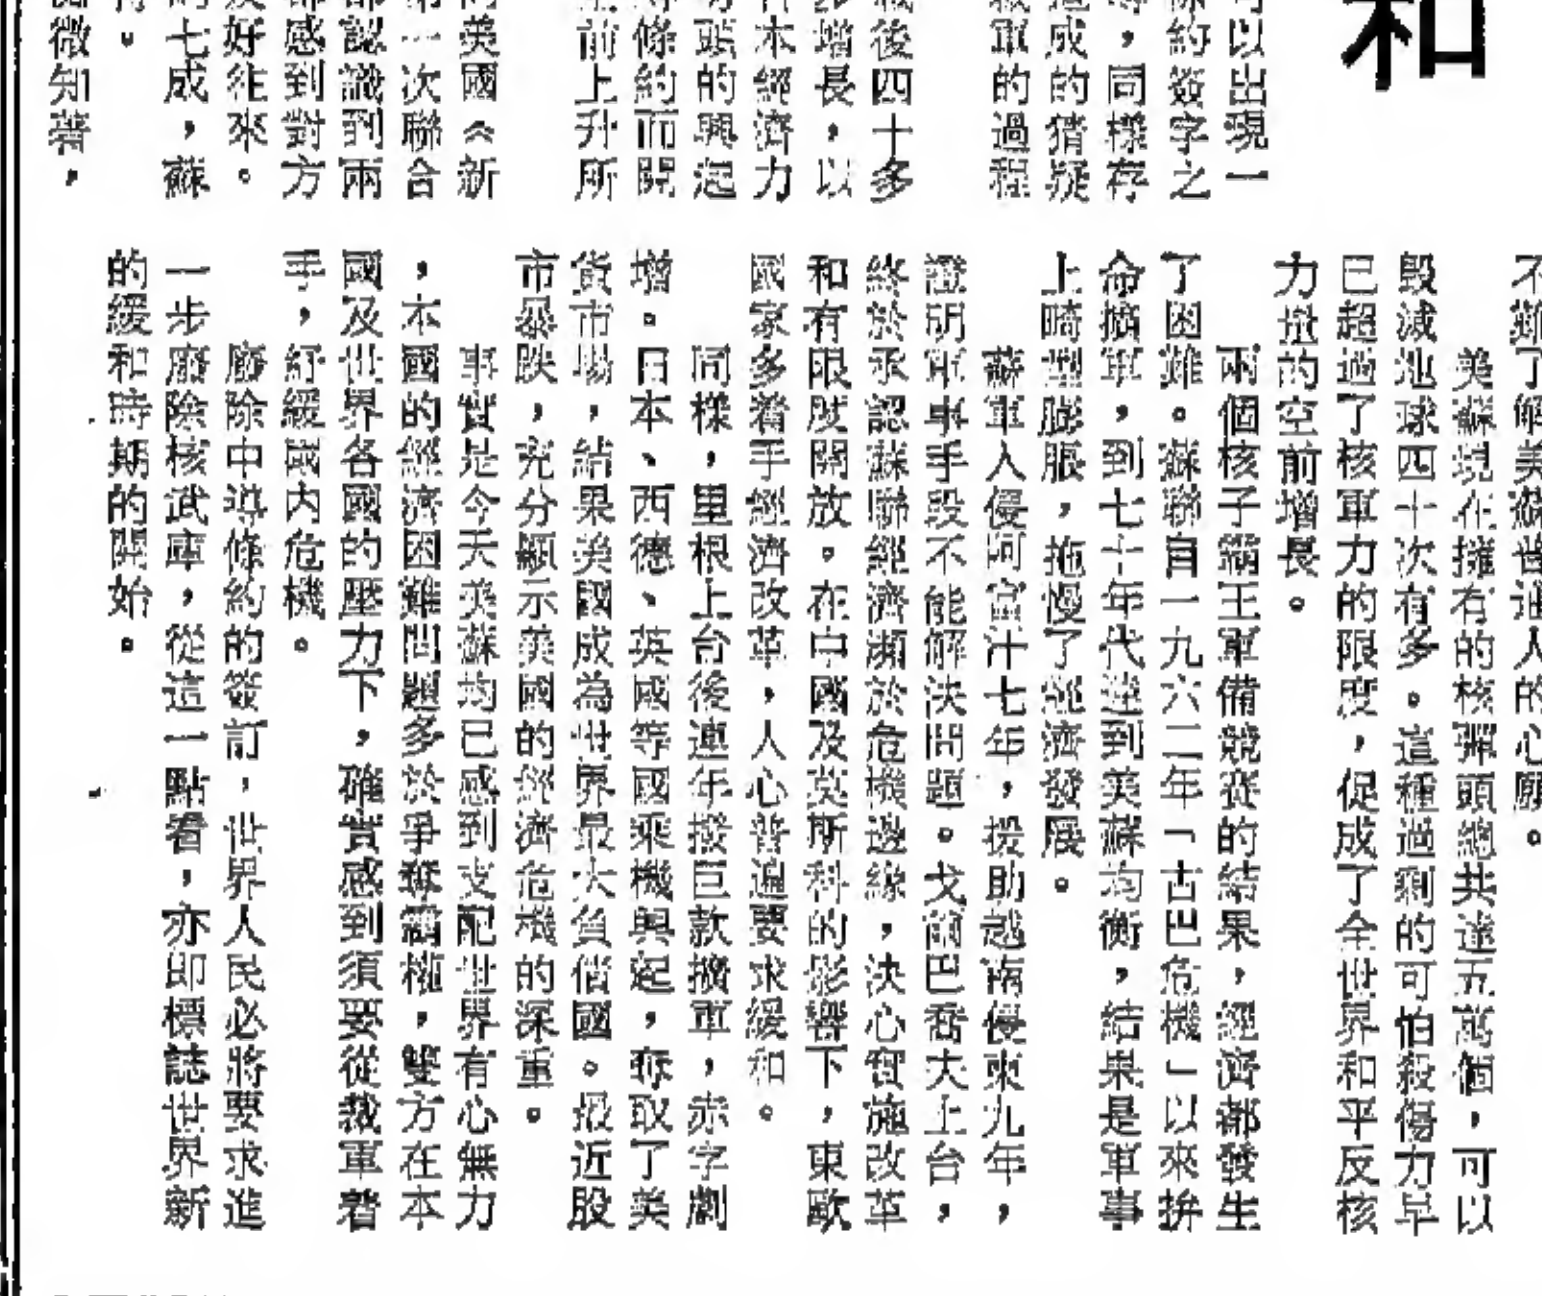 和
可以出現一
條約簽字之
，同樣存
成的猜疑
軍的過程
後四十多
增長，以
本經濟力
頭的興起
條約而開
前上升所
美國《新
一次聯合
認識到兩
感到對方
好往來。
七成，蘇
微知著，
不難了解美蘇普通人的心願。
美蘇現在擁有的核彈頭總共達五萬個，可以
毀滅地球四十次有多。這種過剩的可怕殺傷力早
已超過了核軍力的限度，促成了全世界和平反核
力量的空前增長。
兩個核子霸王軍備競賽的結果，經濟都發生
了困難。蘇聯自一九六二年「古巴危機」以來拚
命擴軍，到七十年代達到美蘇均衡，結果是軍事
上畸型膨脹，拖慢了經濟發展。
蘇軍入侵阿富汗七年，援助越南侵柬九年，
證明軍事手段不能解決問題。戈爾巴喬夫上台，
終於承認蘇聯經濟瀕於危機邊緣，決心實施改革
和有限度開放。在中國及莫斯科的影響下，東歐
國家多着手經濟改革，人心普遍要求緩和。
同樣，里根上台後連年撥巨款擴軍，赤字劇
增。日本、西德、英國等國乘機興起，奪取了美
貨市場，結果美國成為世界最大負債國。最近股
市暴跌，充分顯示美國的經濟危機的深重。
事實是今天美蘇均已感到支配世界有心無力
，本國的經濟困難問題多於爭奪霸權，雙方在本
國及世界各國的壓力下，確實感到須要從裁軍着
手，紓緩國內危機。
廢除中導條約的簽訂，世界人民必將要求進
一步廢除核武庫，從這一點看，亦即標誌世界新
的緩和時期的開始。